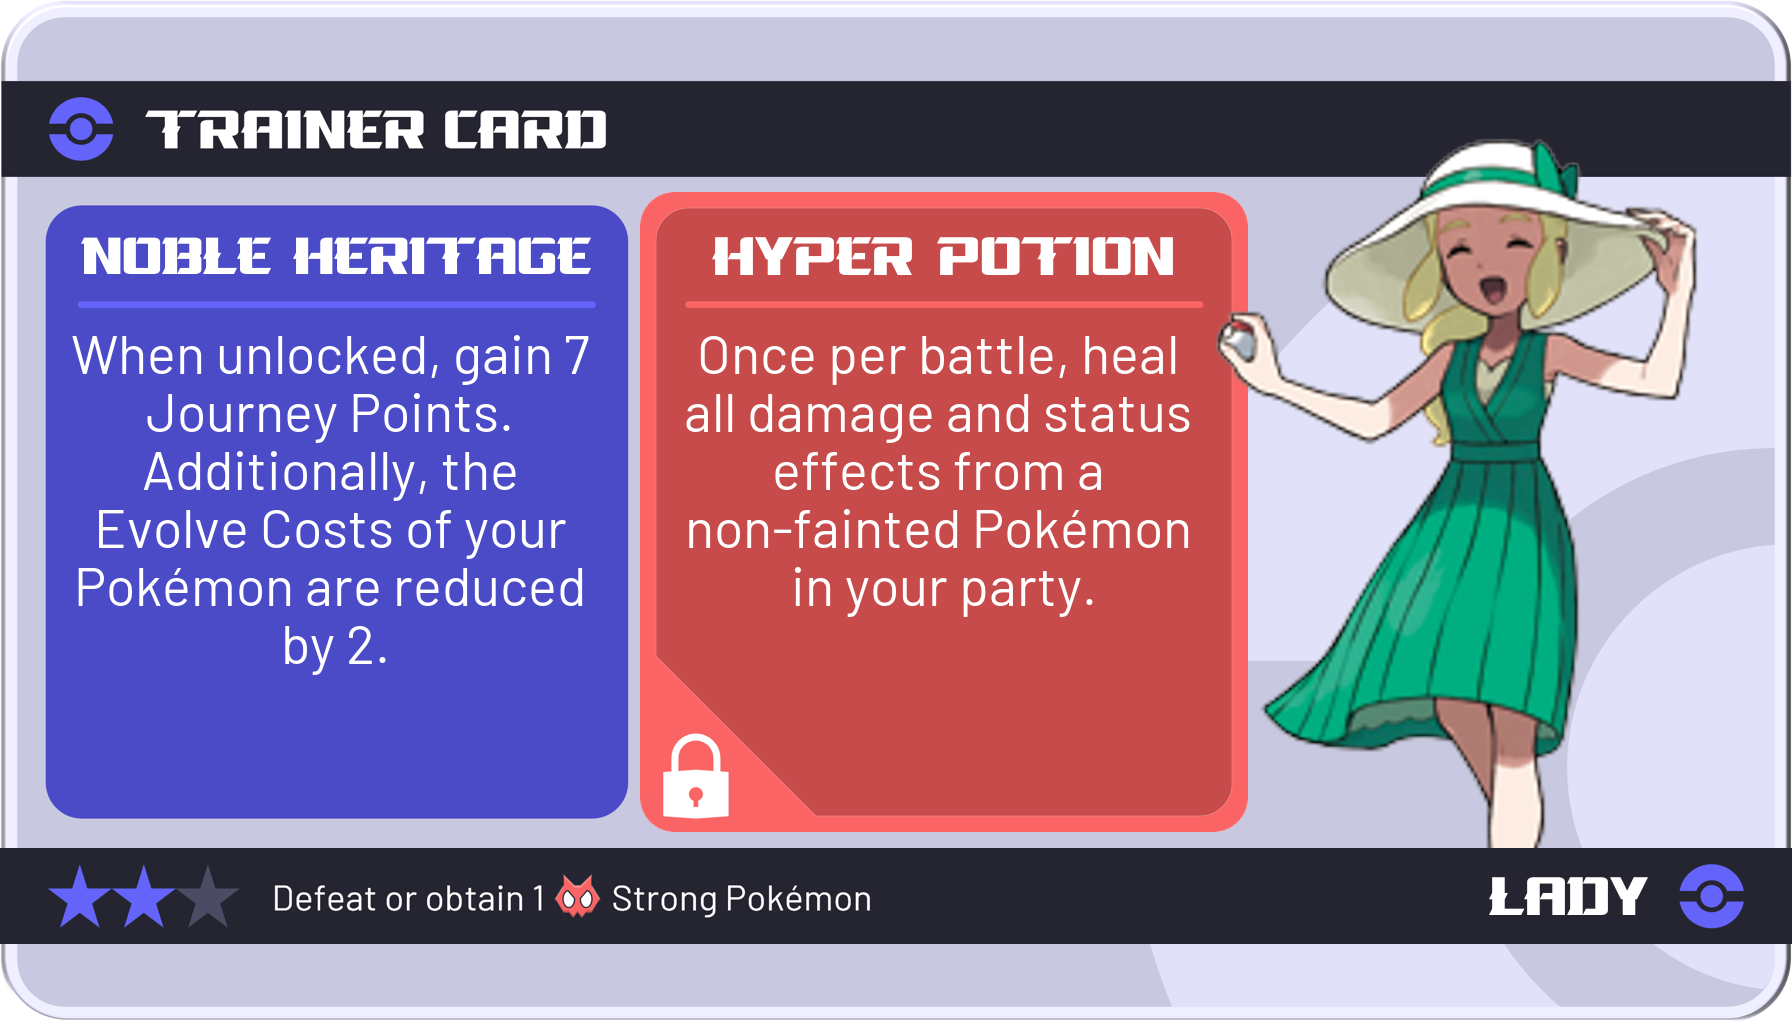 TRAINER CARD
NOBLE HERITAGE
When unlocked, gain 7
Journey Points.
Additionally, the
Evolve Costs of your
Pokémon are reduced
by 2.
HYPER POTION
Once per battle, heal
all damage and status
effects from a
non-fainted Pokémon
in your party.
Defeat or obtain 1 Strong Pokémon
LADY